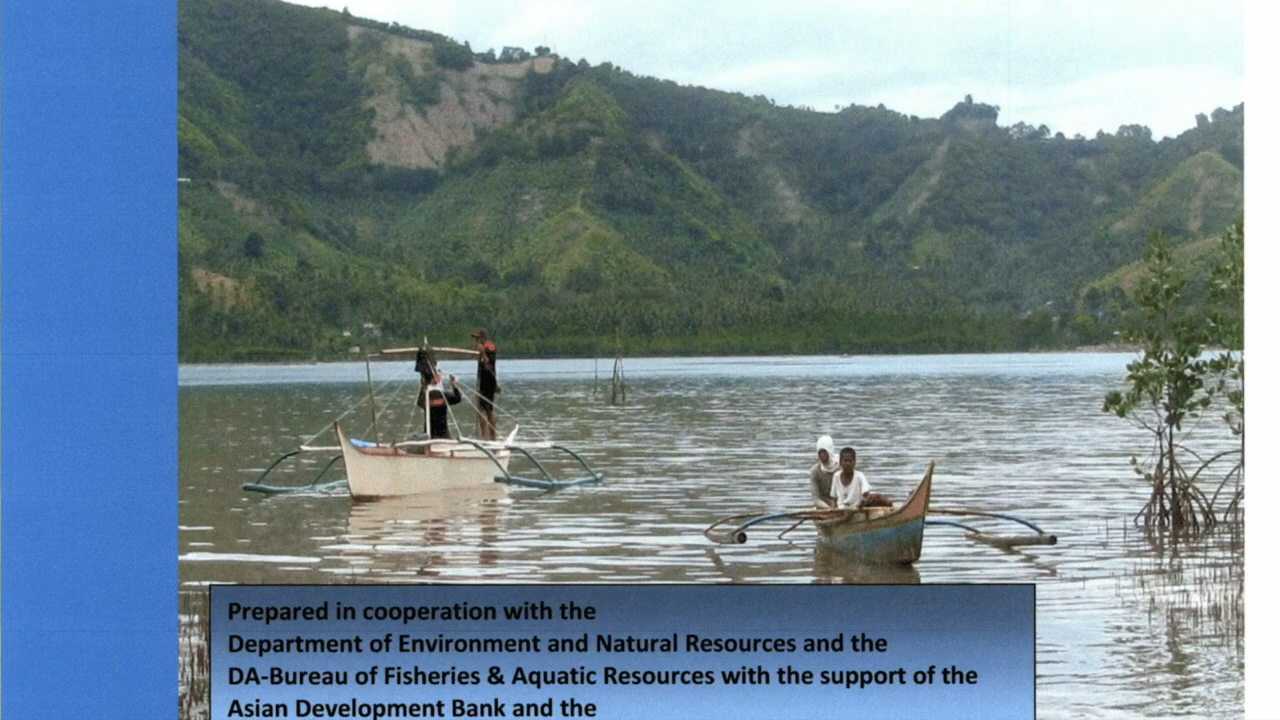 Prepared in cooperation with the
Department of Environment and Natural Resources and the
DA-Bureau of Fisheries & Aquatic Resources with the support of the
Asian Development Bank and the